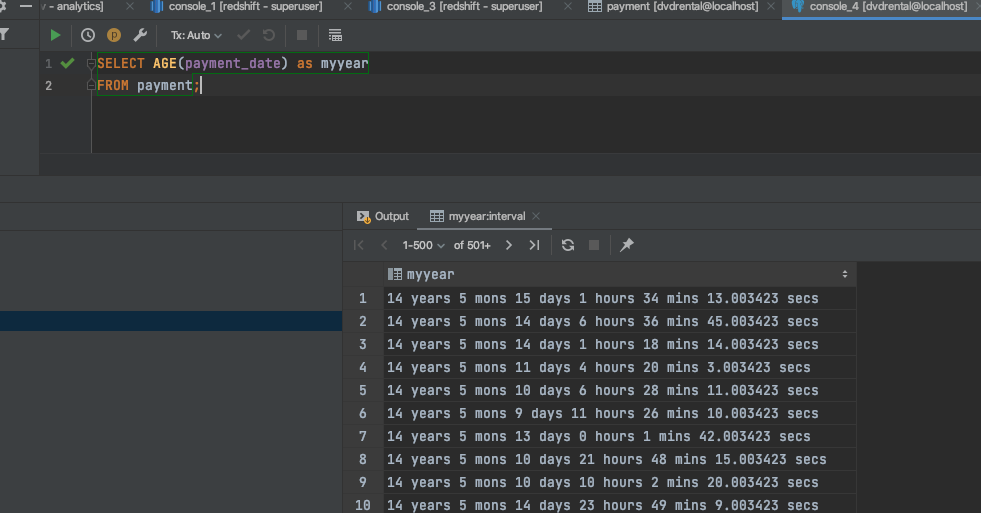 - analytics]
console_1 [redshift - superuser]
console_3 [redshift - superuser]
payment [dvdrental@localhost]
console_4 [dvdrental@localhost]
Tx: Auto
1 SELECT AGE(payment_date) as myyear
2 FROM payment;
Output
myyear:interval
1-500 of 501+
myyear
1 14 years 5 mons 15 days 1 hours 34 mins 13.003423 secs
2 14 years 5 mons 14 days 6 hours 36 mins 45.003423 secs
3 14 years 5 mons 14 days 1 hours 18 mins 14.003423 secs
4 14 years 5 mons 11 days 4 hours 20 mins 3.003423 secs
5 14 years 5 mons 10 days 6 hours 28 mins 11.003423 secs
6 14 years 5 mons 9 days 11 hours 26 mins 10.003423 secs
7 14 years 5 mons 13 days 0 hours 1 mins 42.003423 secs
8 14 years 5 mons 10 days 21 hours 48 mins 15.003423 secs
9 14 years 5 mons 10 days 10 hours 2 mins 20.003423 secs
10 14 years 5 mons 14 days 23 hours 49 mins 9.003423 secs